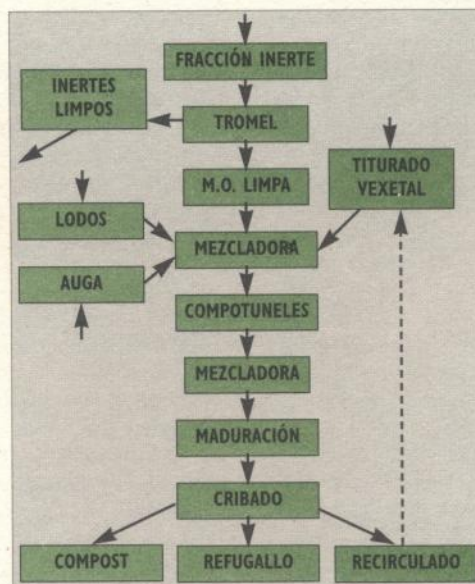 FRACCIÓN INERTE
INERTES
LIMPOS
TROMEL
M.O. LIMPA
TITURADO
VEXETAL
LODOS
MEZCLADORA
AUGA
COMPOTUNELES
MEZCLADORA
MADURACIÓN
CRIBADO
COMPOST
REFUGALLO
RECIRCULADO